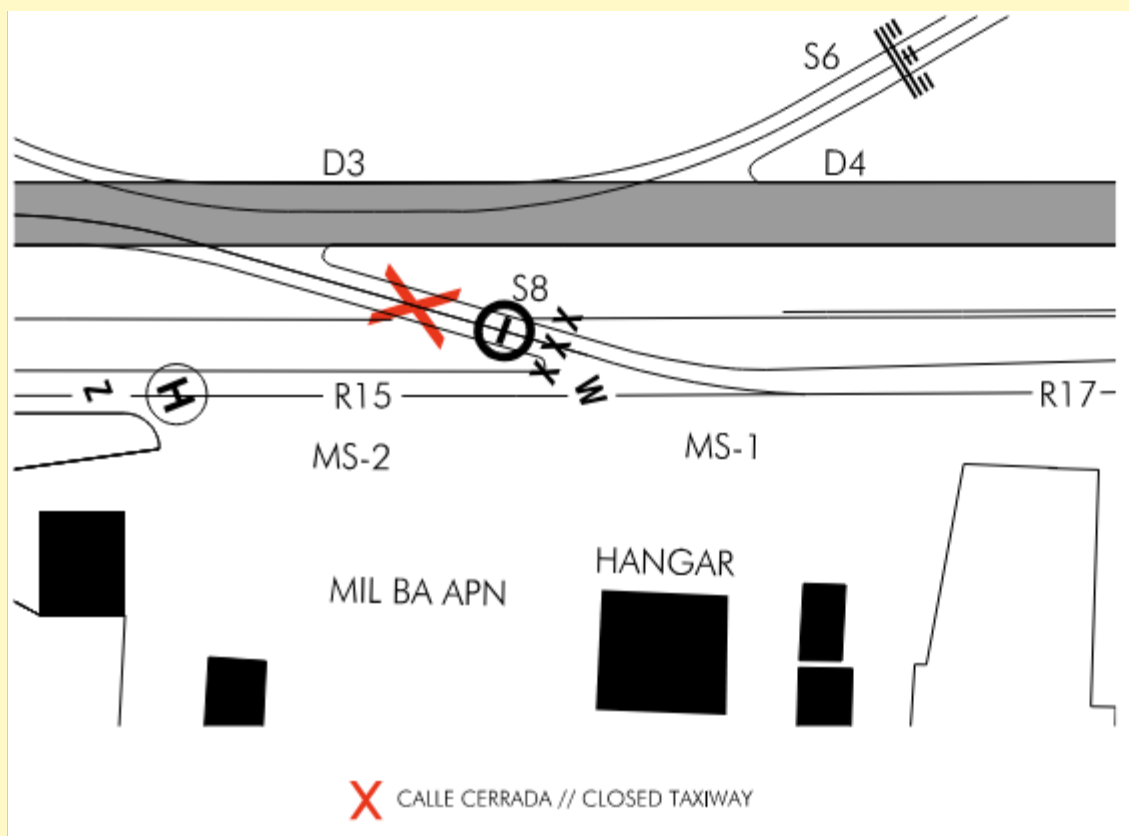 S6
D3
D4
S8
X
X
X
Z
H
R15
W
R17
MS-2
MS-1
HANGAR
MIL BA APN
X CALLE CERRADA // CLOSED TAXIWAY